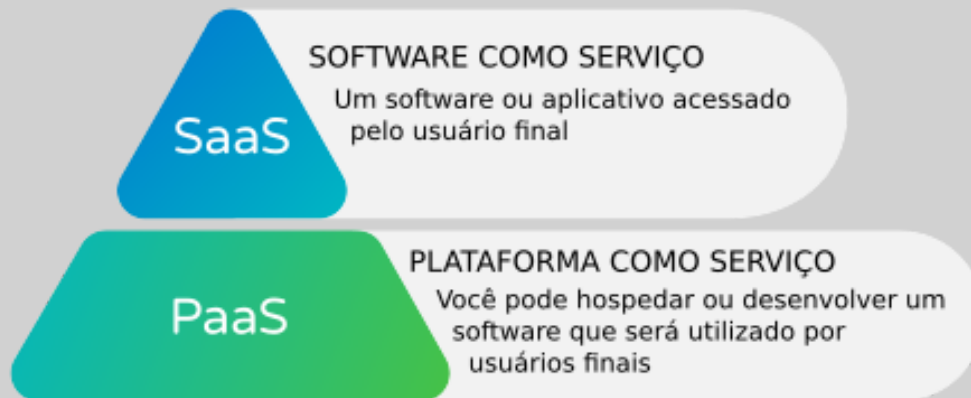 SaaS
SOFTWARE COMO SERVIÇO
Um software ou aplicativo acessado
pelo usuário final
PaaS
PLATAFORMA COMO SERVIÇO
Você pode hospedar ou desenvolver um
software que será utilizado por
usuários finais